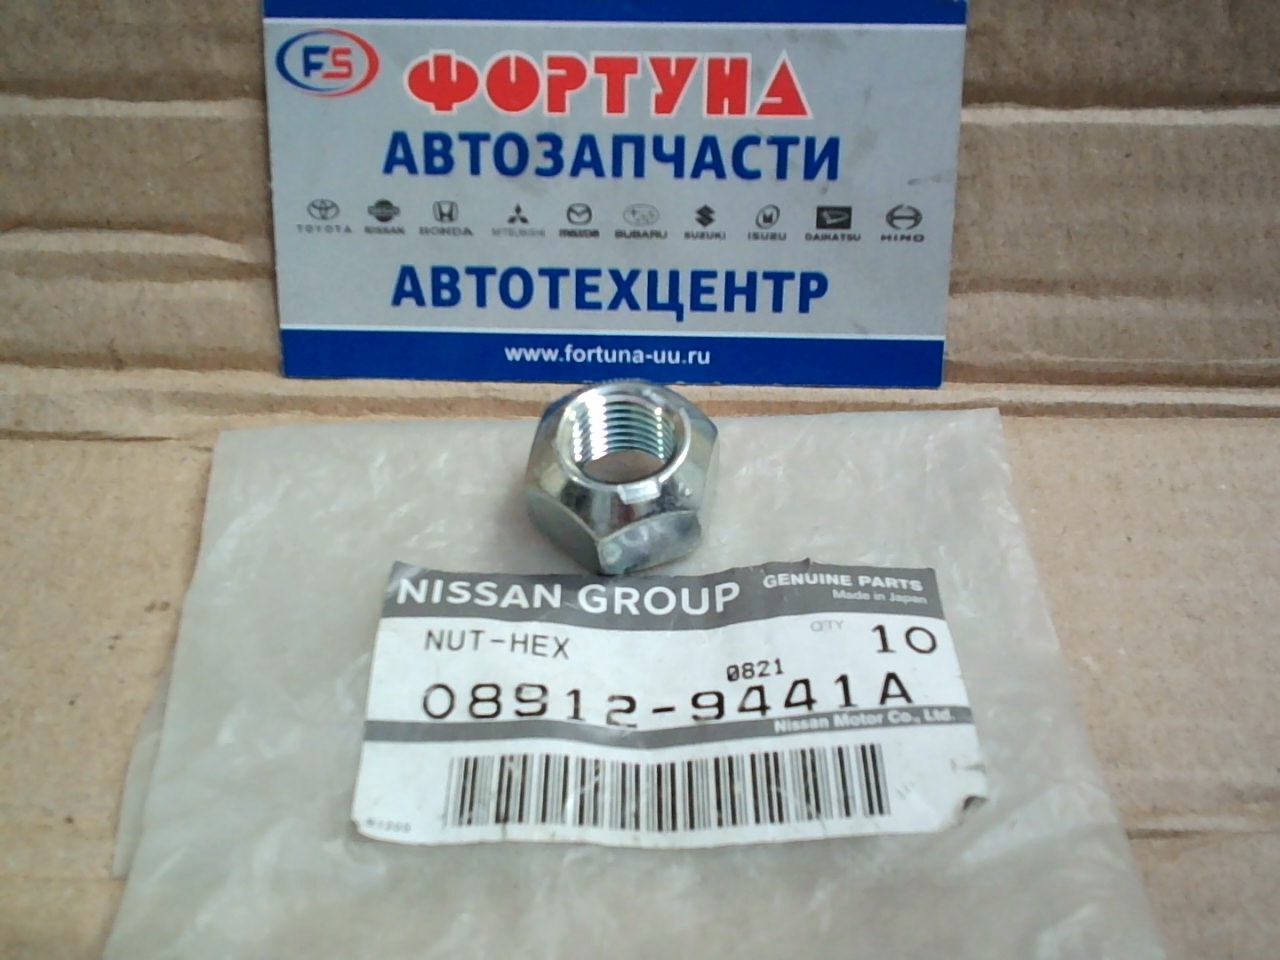 FS
ФОРТУНА
АВТОЗАПЧАСТИ
TOYOTA NISSAN HONDA MITSUBISHI mazda SUBARU SUZUKI ISUZU DAIHATSU HINO
АВТОТЕХЦЕНТР
www.fortuna-uu.ru
NISSAN GROUP GENUINE PARTS
Made in Japan
NUT-HEX QTY 10
0821
08912-9441A
Nissan Motor Co., Ltd.